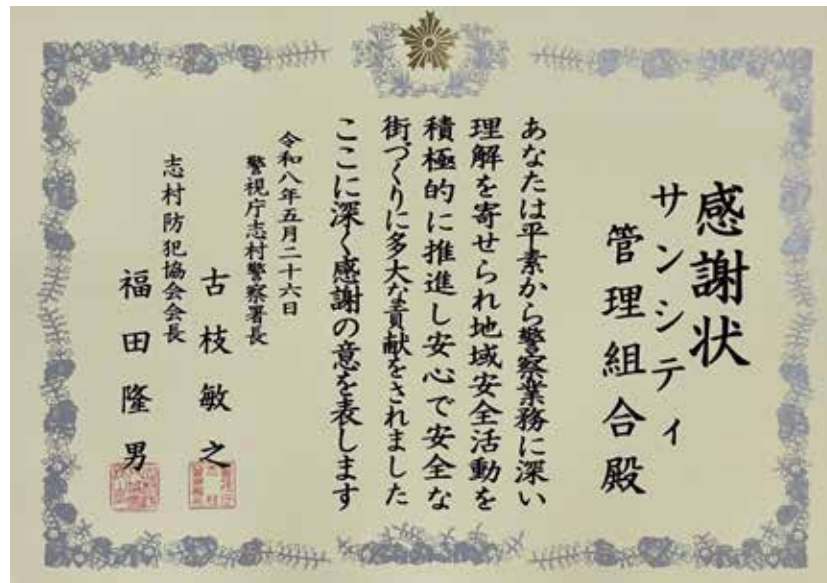 感謝状
サンシティ
管理組合殿
あなたは平素から警察業務に深い
理解を寄せられ地域安全活動を
積極的に推進し安心で安全な
街づくりに多大な貢献をされました
ここに深く感謝の意を表します
令和八年五月二十六日
警視庁志村警察署長
古枝敏之
志村防犯協会会長
福田隆男